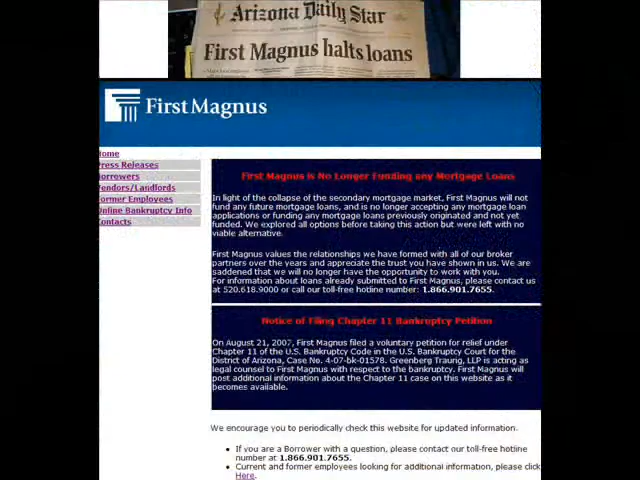 Arizona Daily Star
First Magnus halts loans
FirstMagnus
Home
Press Releases
Borrowers
Vendors/Landlords
Former Employees
Online Bankruptcy Info
Contacts
First Magnus is No Longer Funding any Mortgage Loans
In light of the collapse of the secondary mortgage market, First Magnus will not
fund any future mortgage loans, and is no longer accepting any mortgage loan
applications or funding any mortgage loans previously originated and not yet
funded. We explored all options before taking this action but were left with no
viable alternative.
First Magnus values the relationships we have formed with all of our broker
partners over the years and appreciate the trust you have shown in us. We are
saddened that we will no longer have the opportunity to work with you.
For information about loans already submitted to First Magnus, please contact us
at 520.618.9000 or call our toll-free hotline number: 1.866.901.7655.
Notice of Filing Chapter 11 Bankruptcy Petition
On August 21, 2007, First Magnus filed a voluntary petition for relief under
Chapter 11 of the U.S. Bankruptcy Code in the U.S. Bankruptcy Court for the
District of Arizona, Case No. 4-07-bk-01578. Greenberg Traurig, LLP is acting as
legal counsel to First Magnus with respect to the bankruptcy. First Magnus will
post additional information about the Chapter 11 case on this website as it
becomes available.
We encourage you to periodically check this website for updated information.
• If you are a Borrower with a question, please contact our toll-free hotline
number at 1.866.901.7655.
• Current and former employees looking for additional information, please click
Here.